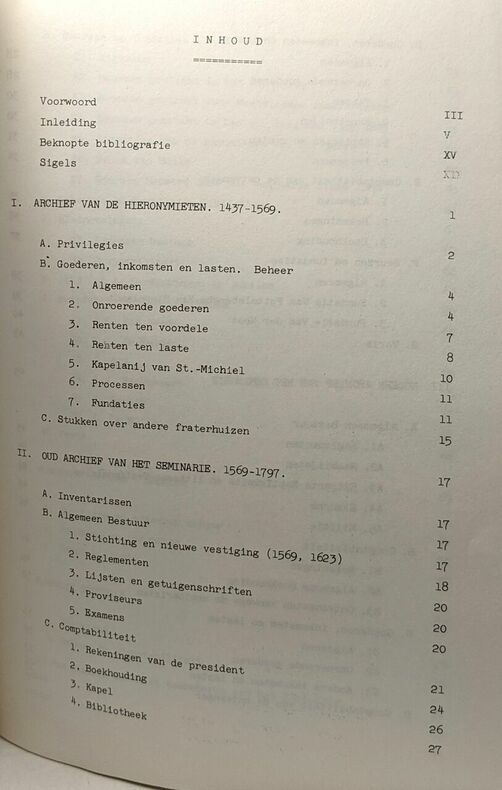 INHOUD
===========
Voorwoord III
Inleiding V
Beknopte bibliografie XV
Sigels
I. ARCHIEF VAN DE HIERONYMIETEN. 1437-1569. 1
A. Privilegies 2
B. Goederen, inkomsten en lasten. Beheer
1. Algemeen 4
2. Onroerende goederen 4
3. Renten ten voordele 7
4. Renten ten laste 8
5. Kapelanij van St.-Michiel 10
6. Processen 11
7. Fundaties 11
C. Stukken over andere fraterhuizen 15
II. OUD ARCHIEF VAN HET SEMINARIE. 1569-1797. 17
A. Inventarissen 17
B. Algemeen Bestuur 17
1. Stichting en nieuwe vestiging (1569, 1623) 17
2. Reglementen 18
3. Lijsten en getuigenschriften 20
4. Proviseurs 20
5. Examens 20
C. Comptabiliteit
1. Rekeningen van de president 21
2. Boekhouding 24
3. Kapel 26
4. Bibliotheek 27